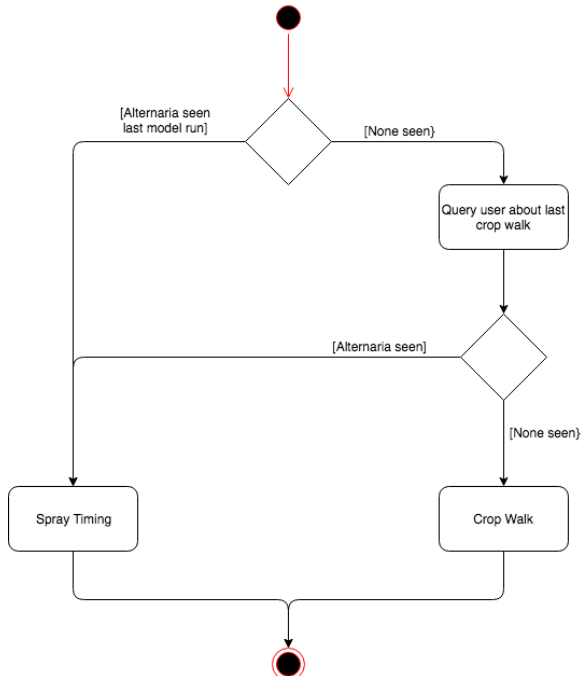 [Alternaria seen
last model run]
[None seen}
Query user about last
crop walk
[Alternaria seen]
[None seen}
Spray Timing
Crop Walk